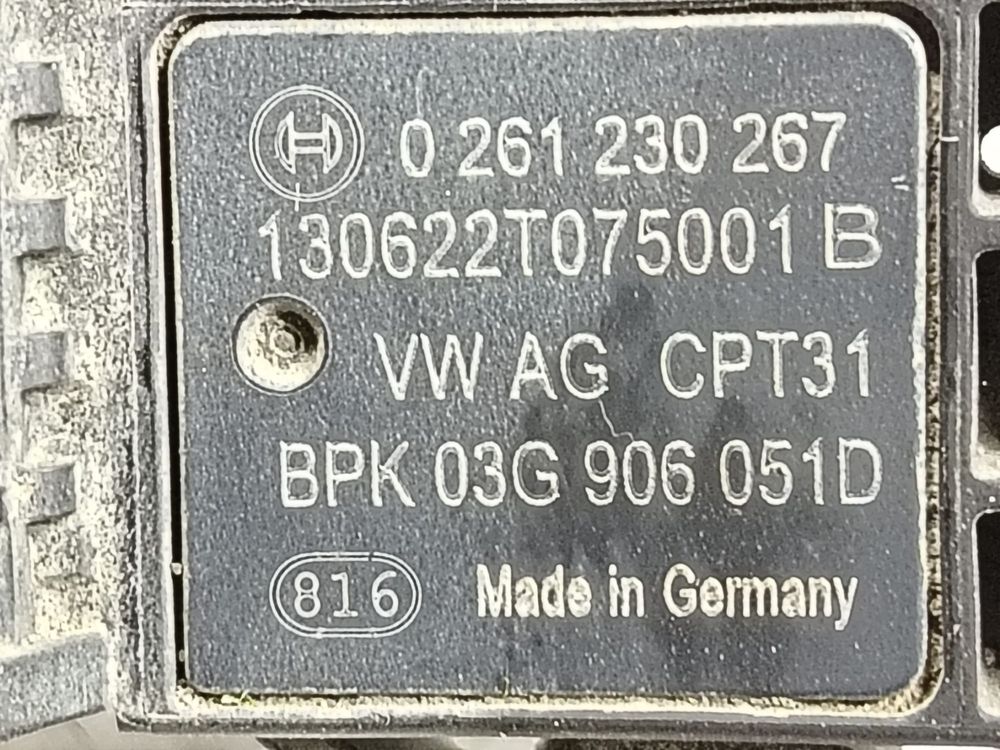 0 261 230 267
130622T075001 B
VW AG CPT31
BPK 03G 906 051D
816 Made in Germany